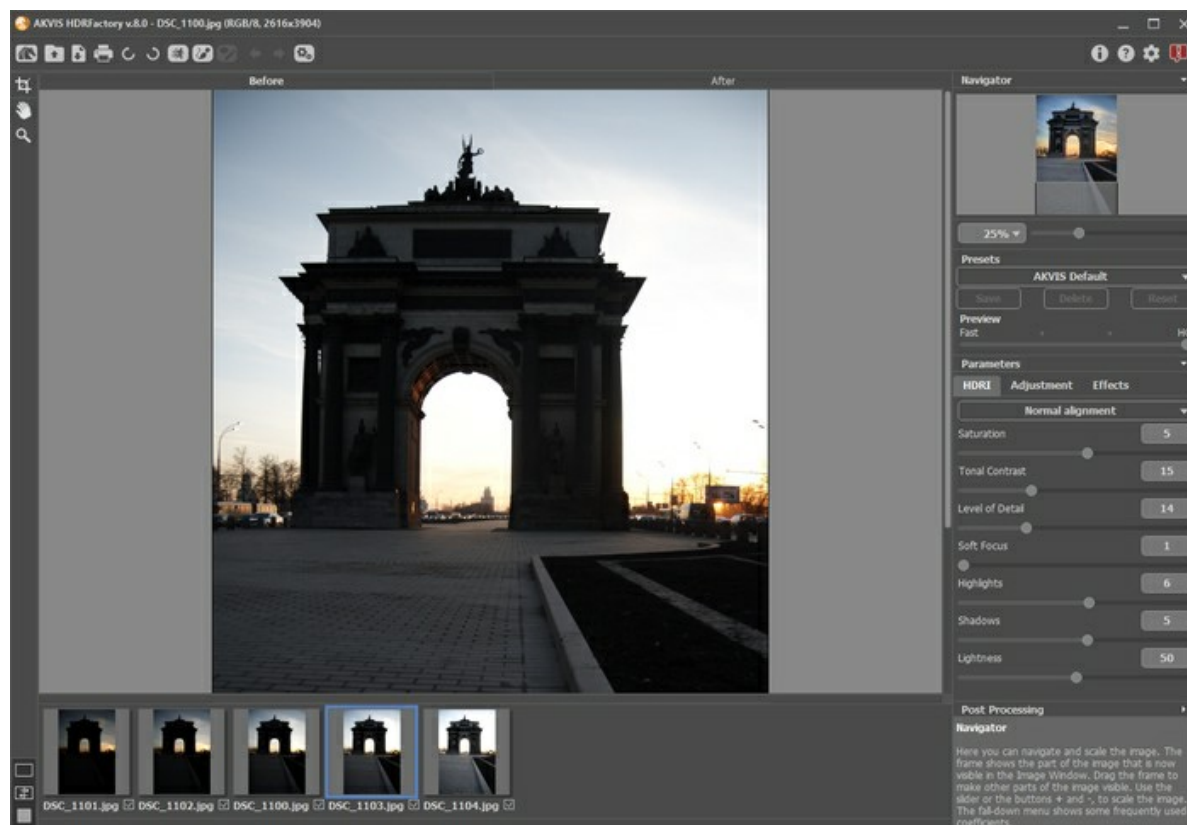 AKVIS HDRFactory v.8.0 - DSC_1100.jpg (RGB/8, 2616x3904)
Before
After
Navigator
25%
Presets
AKVIS Default
Save
Delete
Reset
Preview
Fast
Parameters
HDRI
Adjustment
Effects
Normal alignment
Saturation
5
Tonal Contrast
15
Level of Detail
14
Soft Focus
1
Highlights
6
Shadows
5
Lightness
50
Post Processing
Navigator
Here you can navigate and scale the image. The
frame shows the part of the image that is now
visible in the Image Window. Drag the frame to
make other parts of the image visible. Use the
slider or the buttons + and -, to scale the image.
The fall-down menu shows some frequently used
coefficients.
DSC_1101.jpg
DSC_1102.jpg
DSC_1100.jpg
DSC_1103.jpg
DSC_1104.jpg